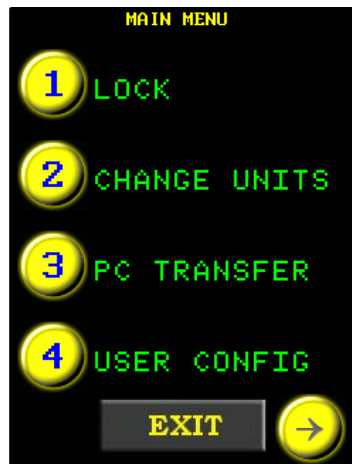 MAIN MENU
1 LOCK
2 CHANGE UNITS
3 PC TRANSFER
4 USER CONFIG
EXIT →